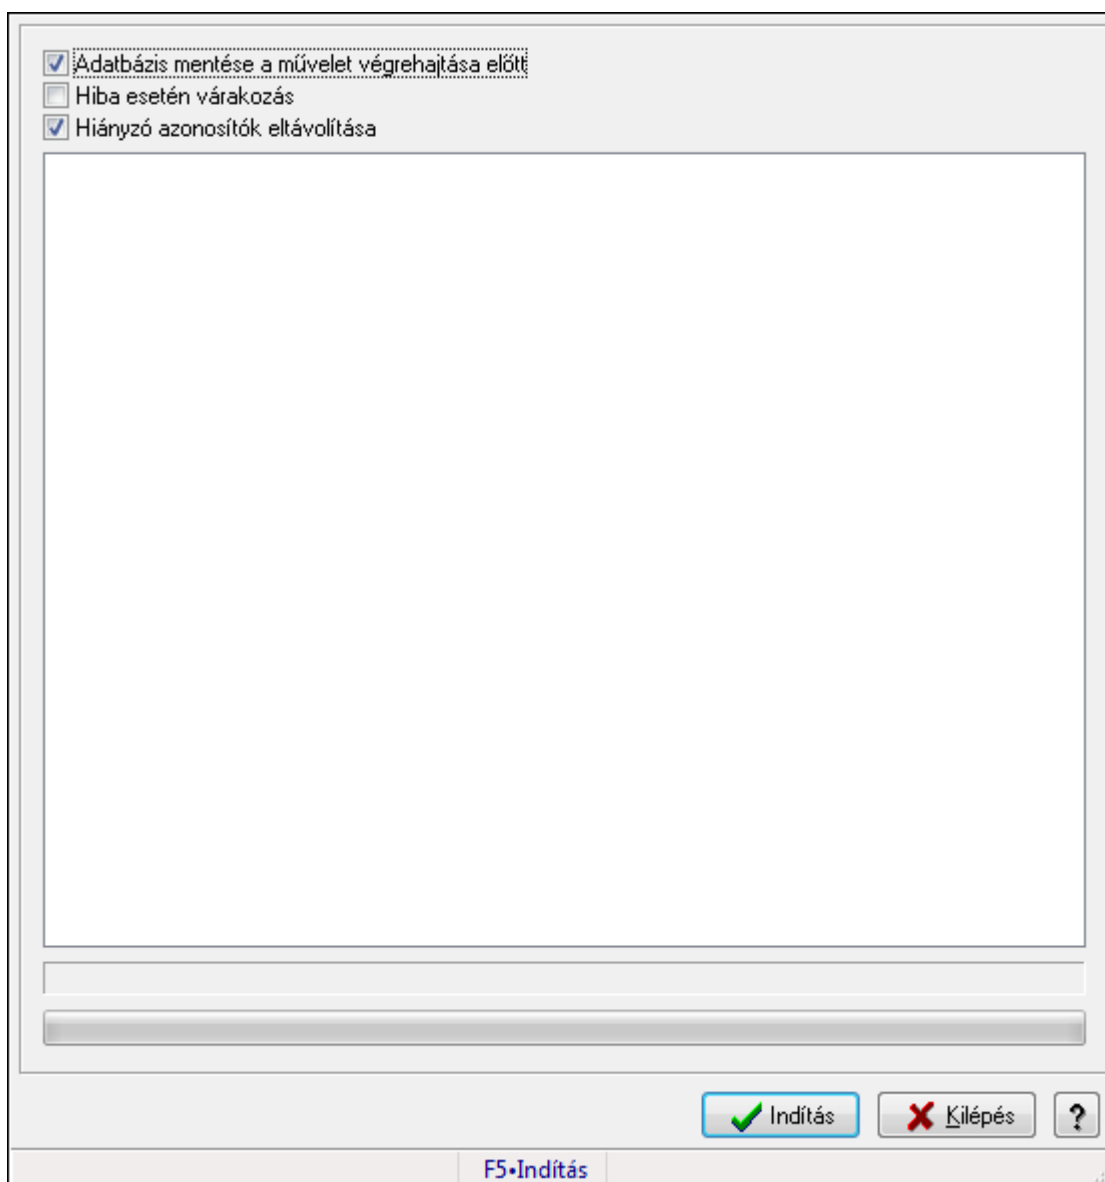 Adatbázis mentése a művelet végrehajtása előtt
Hiba esetén várakozás
Hiányzó azonosítók eltávolítása
Indítás
Kilépés
?
F5•Indítás